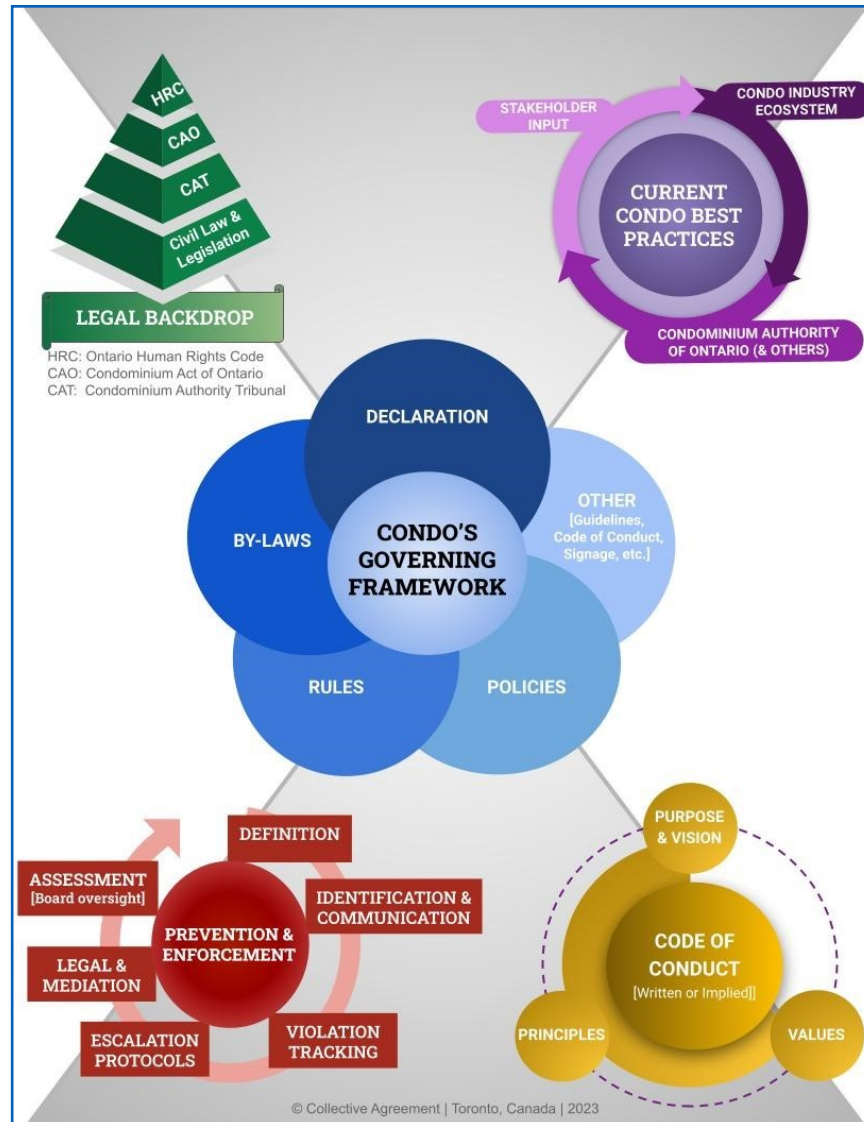 HRC
CAO
CAT
Civil Law &
Legislation
LEGAL BACKDROP
HRC: Ontario Human Rights Code
CAO: Condominium Act of Ontario
CAT: Condominium Authority Tribunal
STAKEHOLDER
INPUT
CONDO INDUSTRY
ECOSYSTEM
CURRENT
CONDO BEST
PRACTICES
CONDOMINIUM AUTHORITY
OF ONTARIO (& OTHERS)
DECLARATION
BY-LAWS
CONDO'S
GOVERNING
FRAMEWORK
OTHER
[Guidelines,
Code of Conduct,
Signage, etc.]
RULES
POLICIES
DEFINITION
IDENTIFICATION &
COMMUNICATION
VIOLATION
TRACKING
ESCALATION
PROTOCOLS
LEGAL &
MEDIATION
ASSESSMENT
[Board oversight]
PREVENTION &
ENFORCEMENT
PURPOSE
& VISION
CODE OF
CONDUCT
[Written or Implied]]
PRINCIPLES
VALUES
© Collective Agreement | Toronto, Canada | 2023